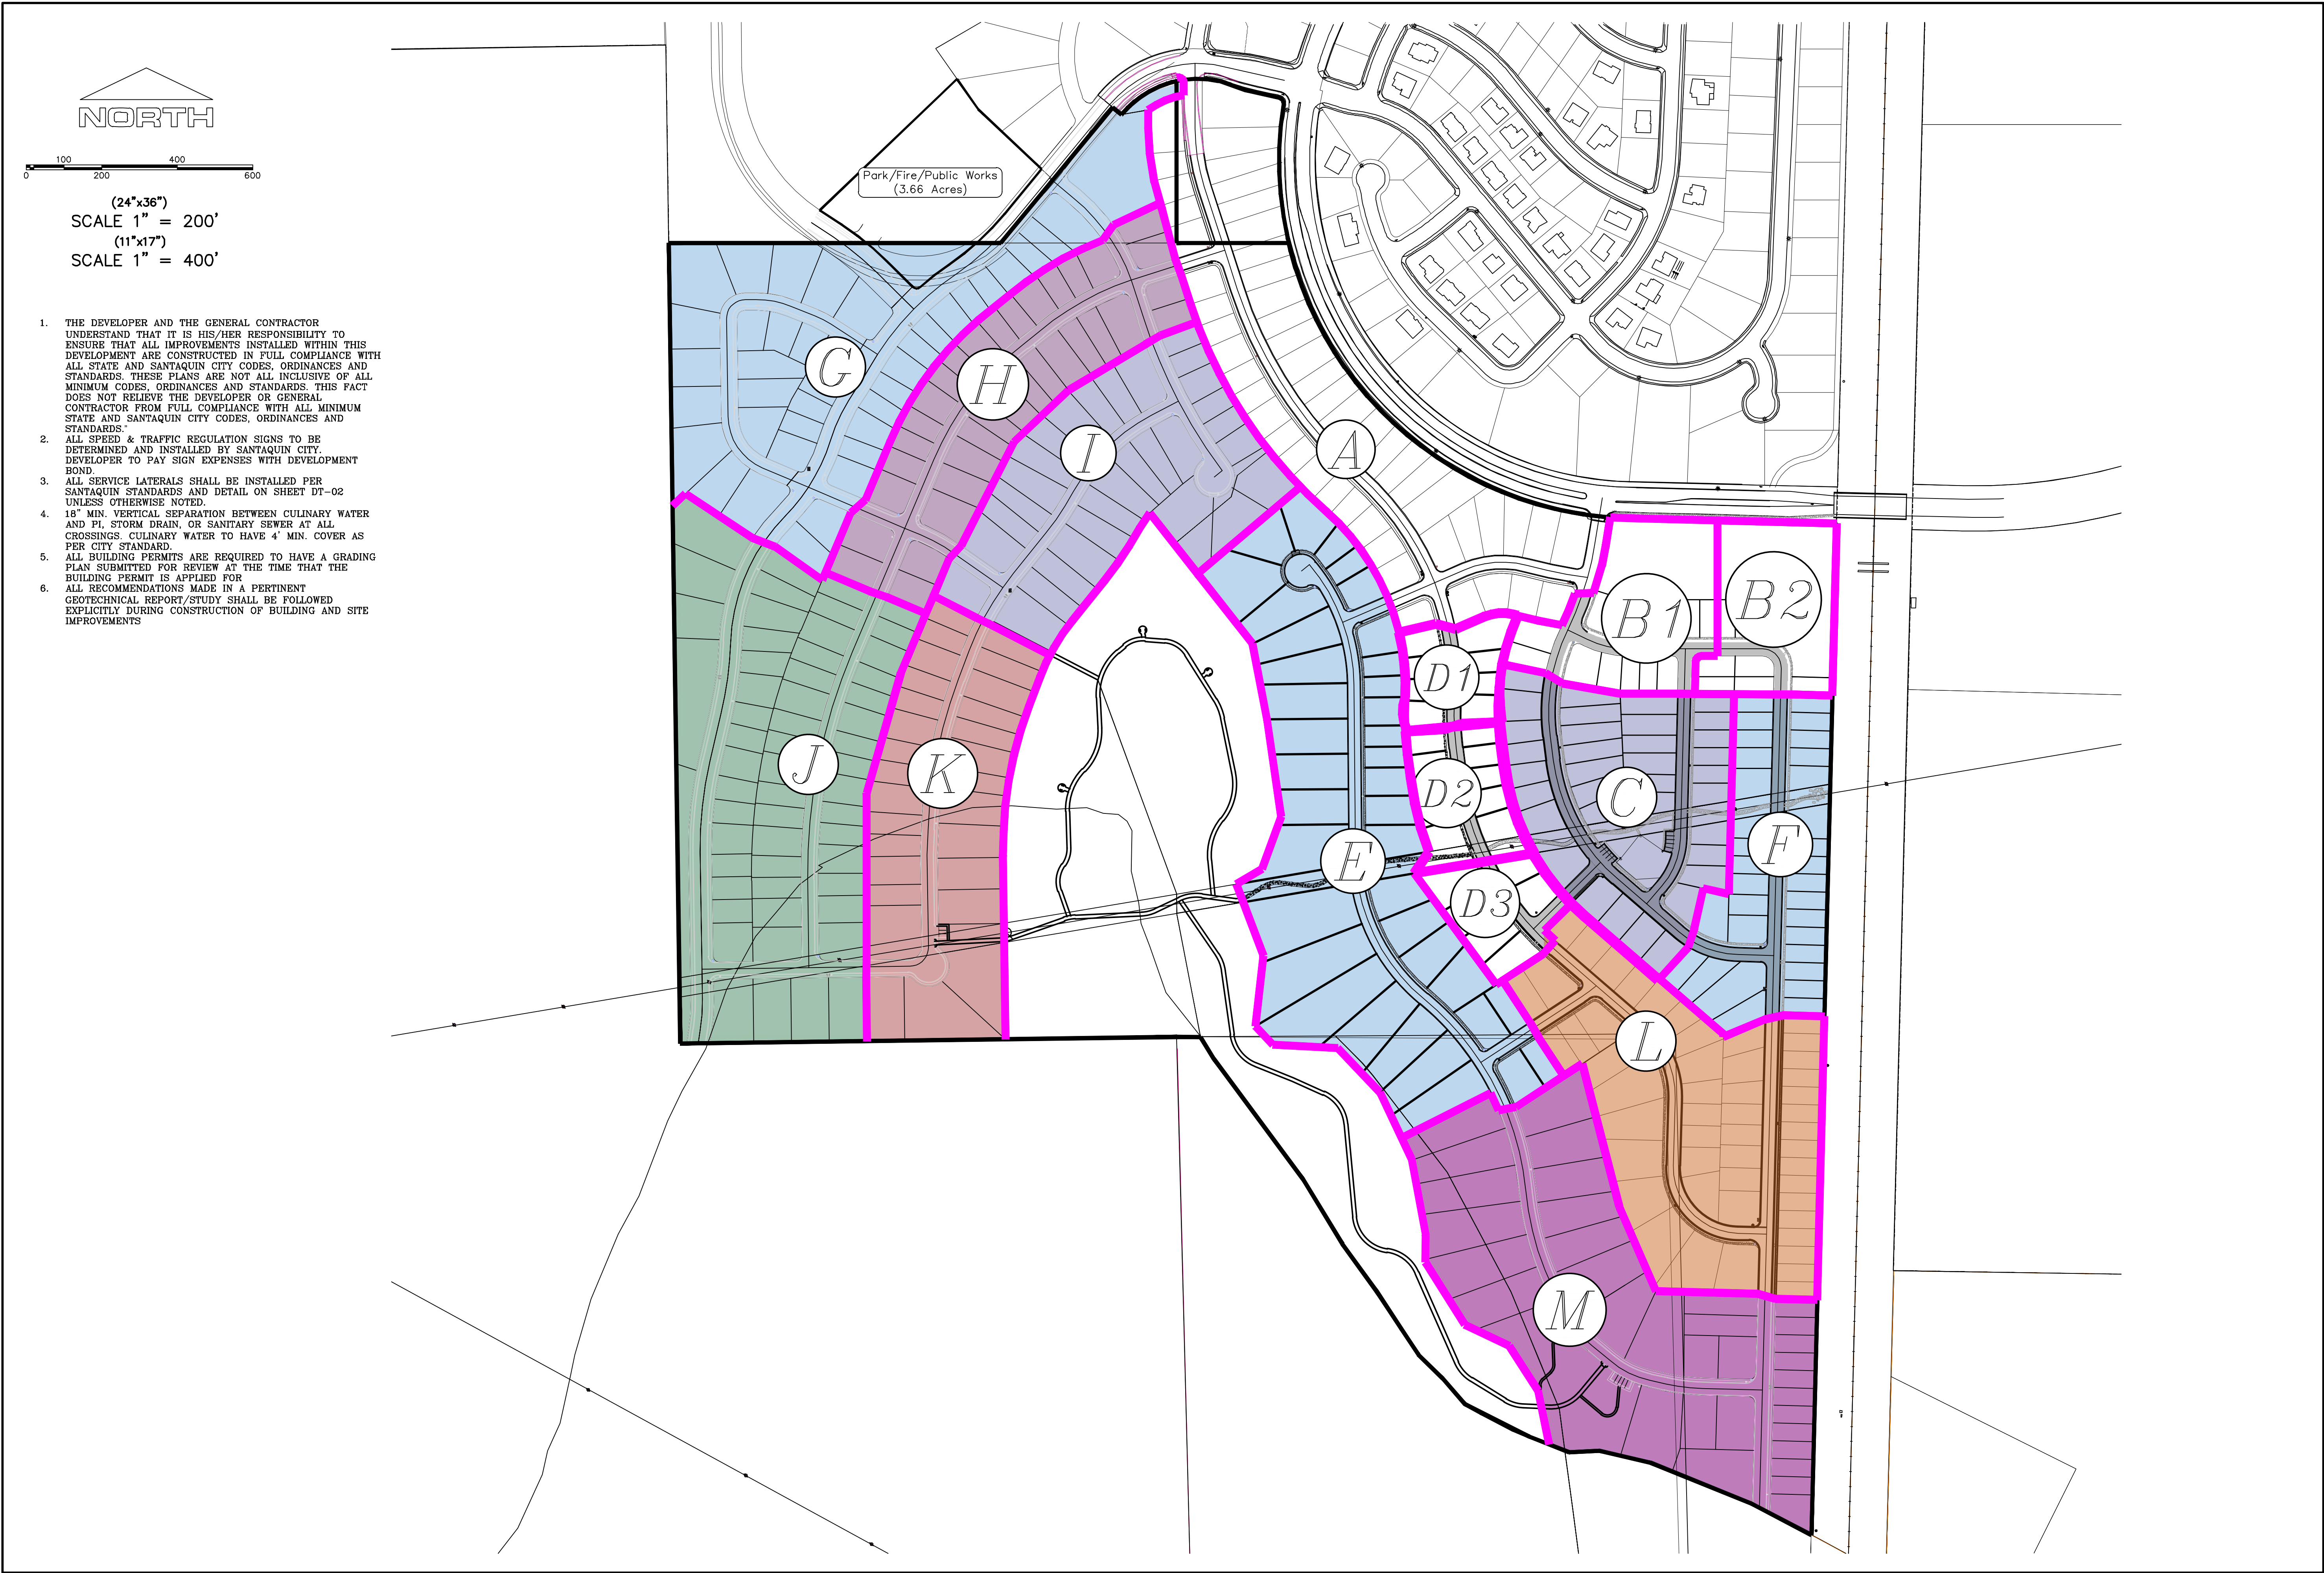 NORTH
100 400
0 200 600
(24"x36")
SCALE 1" = 200'
(11"x17")
SCALE 1" = 400'
1. THE DEVELOPER AND THE GENERAL CONTRACTOR
UNDERSTAND THAT IT IS HIS/HER RESPONSIBILITY TO
ENSURE THAT ALL IMPROVEMENTS INSTALLED WITHIN THIS
DEVELOPMENT ARE CONSTRUCTED IN FULL COMPLIANCE WITH
ALL STATE AND SANTAQUIN CITY CODES, ORDINANCES AND
STANDARDS. THESE PLANS ARE NOT ALL INCLUSIVE OF ALL
MINIMUM CODES, ORDINANCES AND STANDARDS. THIS FACT
DOES NOT RELIEVE THE DEVELOPER OR GENERAL
CONTRACTOR FROM FULL COMPLIANCE WITH ALL MINIMUM
STATE AND SANTAQUIN CITY CODES, ORDINANCES AND
STANDARDS."
2. ALL SPEED & TRAFFIC REGULATION SIGNS TO BE
DETERMINED AND INSTALLED BY SANTAQUIN CITY.
DEVELOPER TO PAY SIGN EXPENSES WITH DEVELOPMENT
BOND.
3. ALL SERVICE LATERALS SHALL BE INSTALLED PER
SANTAQUIN STANDARDS AND DETAIL ON SHEET DT-02
UNLESS OTHERWISE NOTED.
4. 18" MIN. VERTICAL SEPARATION BETWEEN CULINARY WATER
AND PI, STORM DRAIN, OR SANITARY SEWER AT ALL
CROSSINGS. CULINARY WATER TO HAVE 4' MIN. COVER AS
PER CITY STANDARD.
5. ALL BUILDING PERMITS ARE REQUIRED TO HAVE A GRADING
PLAN SUBMITTED FOR REVIEW AT THE TIME THAT THE
BUILDING PERMIT IS APPLIED FOR
6. ALL RECOMMENDATIONS MADE IN A PERTINENT
GEOTECHNICAL REPORT/STUDY SHALL BE FOLLOWED
EXPLICITLY DURING CONSTRUCTION OF BUILDING AND SITE
IMPROVEMENTS
Park/Fire/Public Works
(3.66 Acres)
G
H
I
A
B1
B2
D1
J
K
D2
C
E
F
D3
L
M